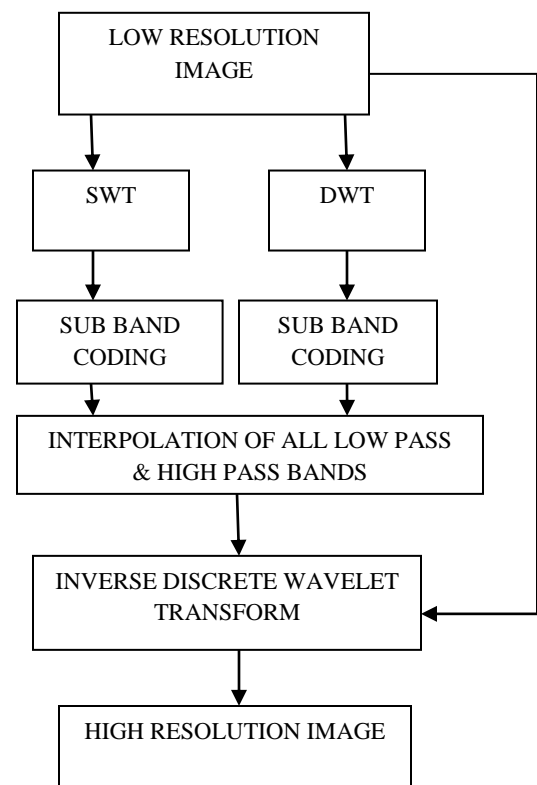 LOW RESOLUTION
IMAGE
SWT
DWT
SUB BAND
CODING
SUB BAND
CODING
INTERPOLATION OF ALL LOW PASS
& HIGH PASS BANDS
INVERSE DISCRETE WAVELET
TRANSFORM
HIGH RESOLUTION IMAGE